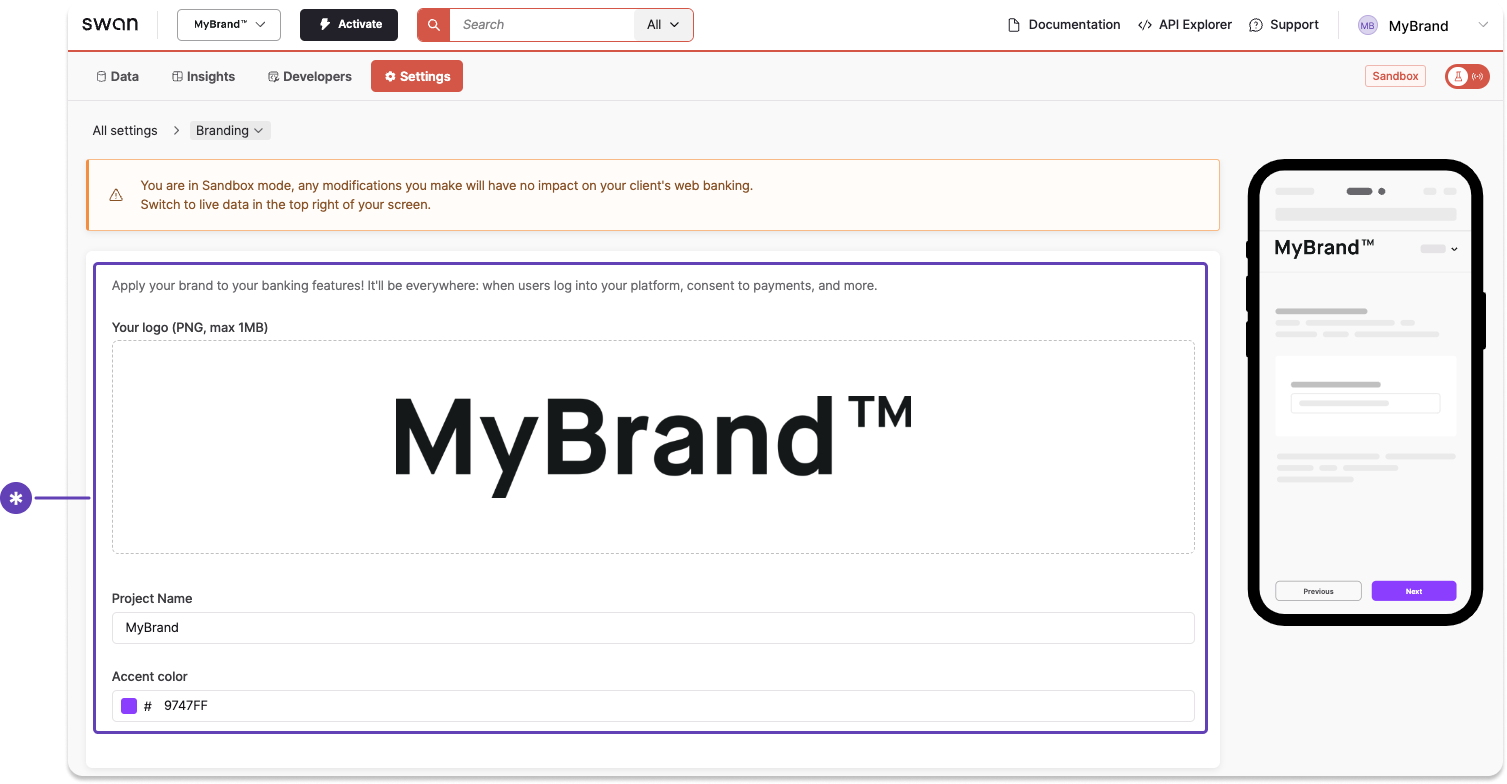 swan
MyBrand™
Activate
Search
All
Documentation
API Explorer
Support
MB
MyBrand
Data
Insights
Developers
Settings
Sandbox
All settings
Branding
You are in Sandbox mode, any modifications you make will have no impact on your client's web banking.
Switch to live data in the top right of your screen.
Apply your brand to your banking features! It'll be everywhere: when users log into your platform, consent to payments, and more.
Your logo (PNG, max 1MB)
MyBrand™
Project Name
MyBrand
Accent color
# 9747FF
MyBrand™
Previous
Next